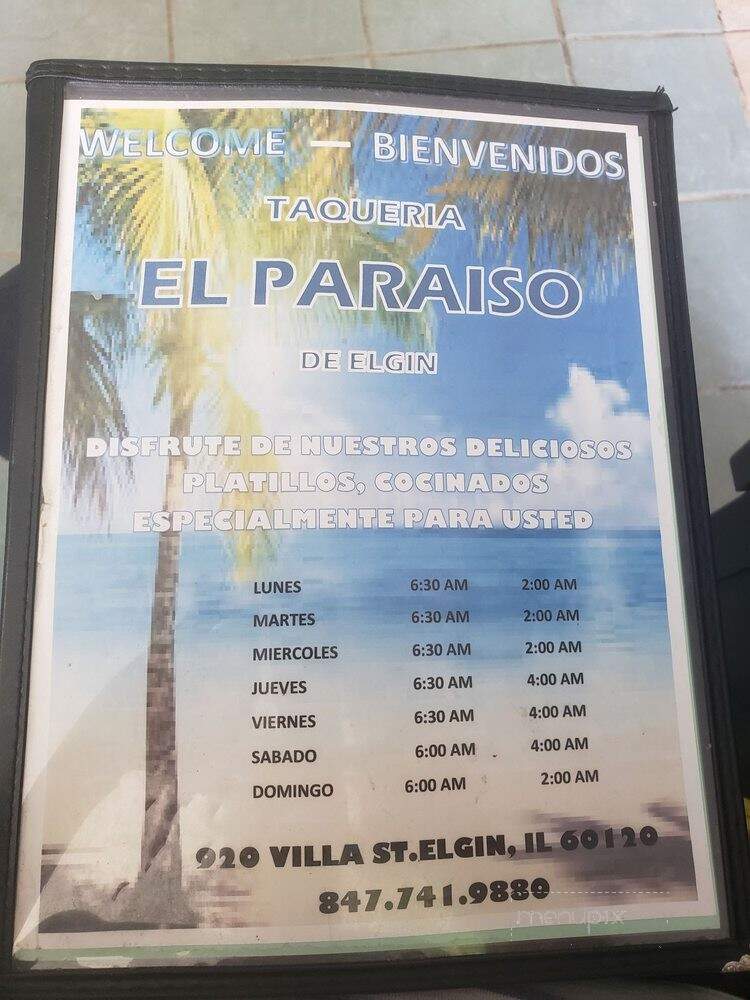 WELCOME — BIENVENIDOS
TAQUERIA
EL PARAISO
DE ELGIN
DISFRUTE DE NUESTROS DELICIOSOS
PLATILLOS, COCINADOS
ESPECIALMENTE PARA USTED
LUNES 6:30 AM 2:00 AM
MARTES 6:30 AM 2:00 AM
MIERCOLES 6:30 AM 2:00 AM
JUEVES 6:30 AM 4:00 AM
VIERNES 6:30 AM 4:00 AM
SABADO 6:00 AM 4:00 AM
DOMINGO 6:00 AM 2:00 AM
920 VILLA ST.ELGIN, IL 60120
847.741.9880
menupix